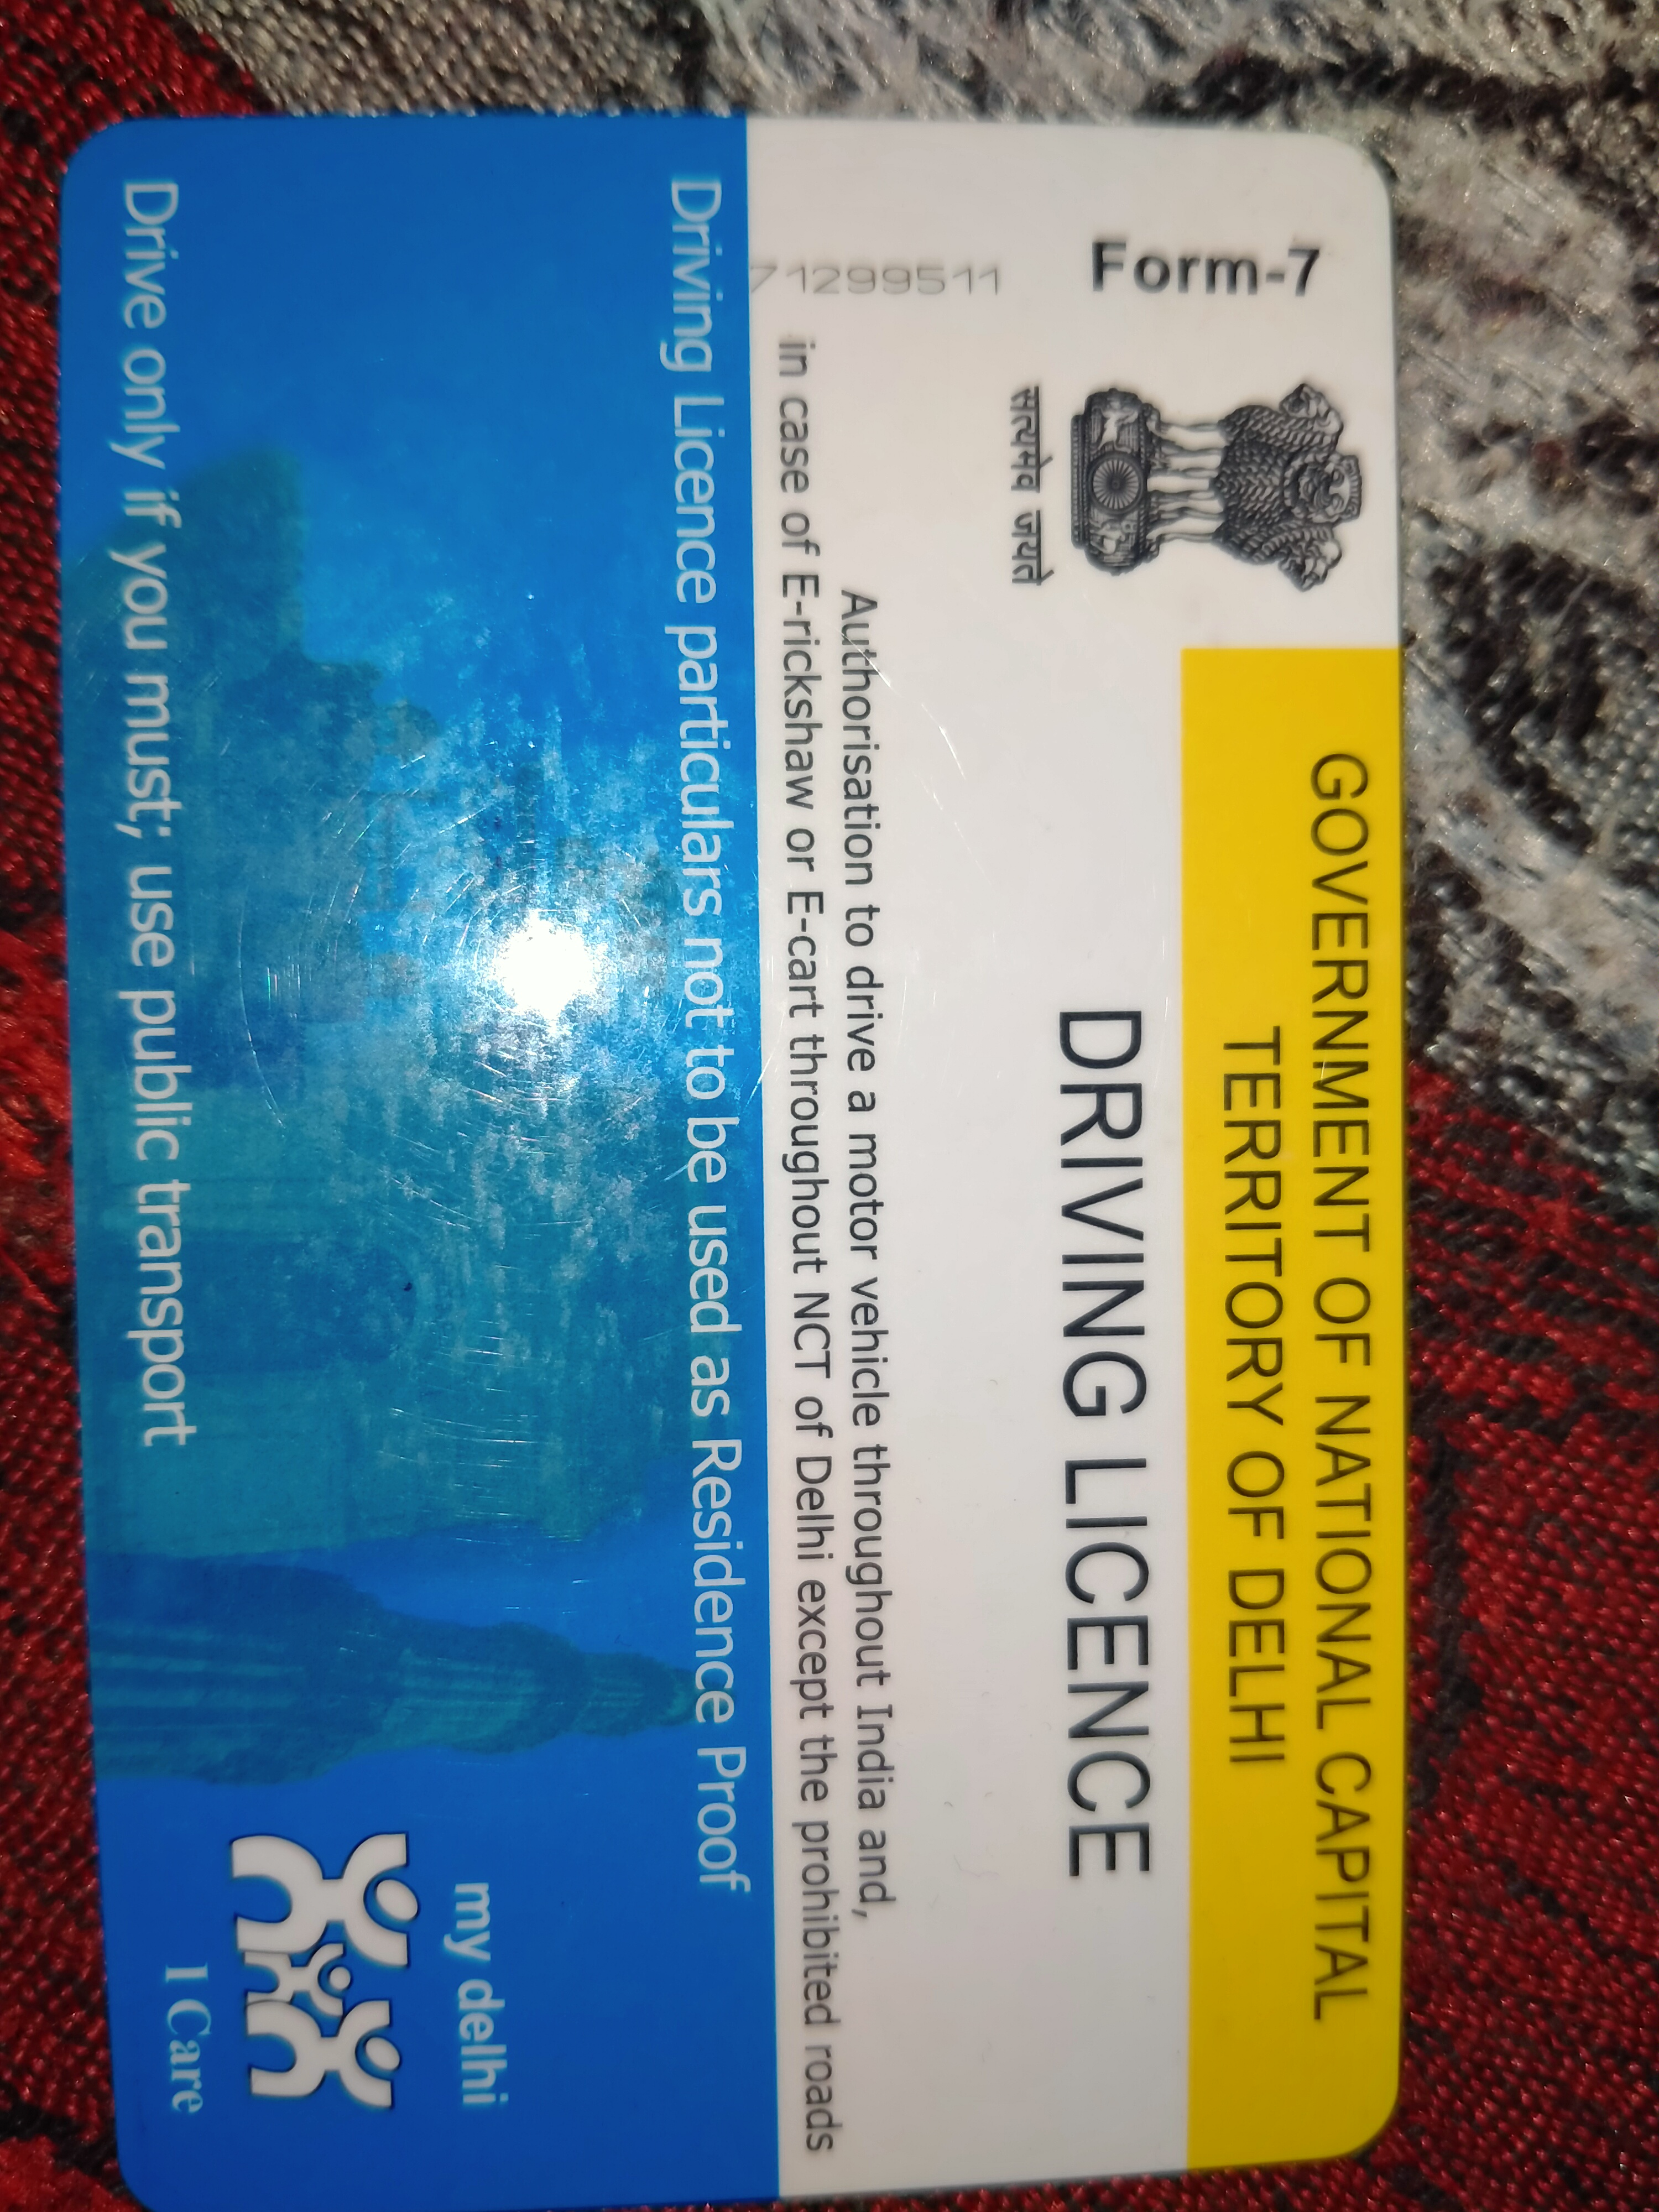 Form-7
सत्यमेव जयते
GOVERNMENT OF NATIONAL CAPITAL
TERRITORY OF DELHI
DRIVING LICENCE
71299511
Authorisation to drive a motor vehicle throughout India and,
in case of E-rickshaw or E-cart throughout NCT of Delhi except the prohibited roads
Driving Licence particulars not to be used as Residence Proof
my delhi
I Care
Drive only if you must; use public transport